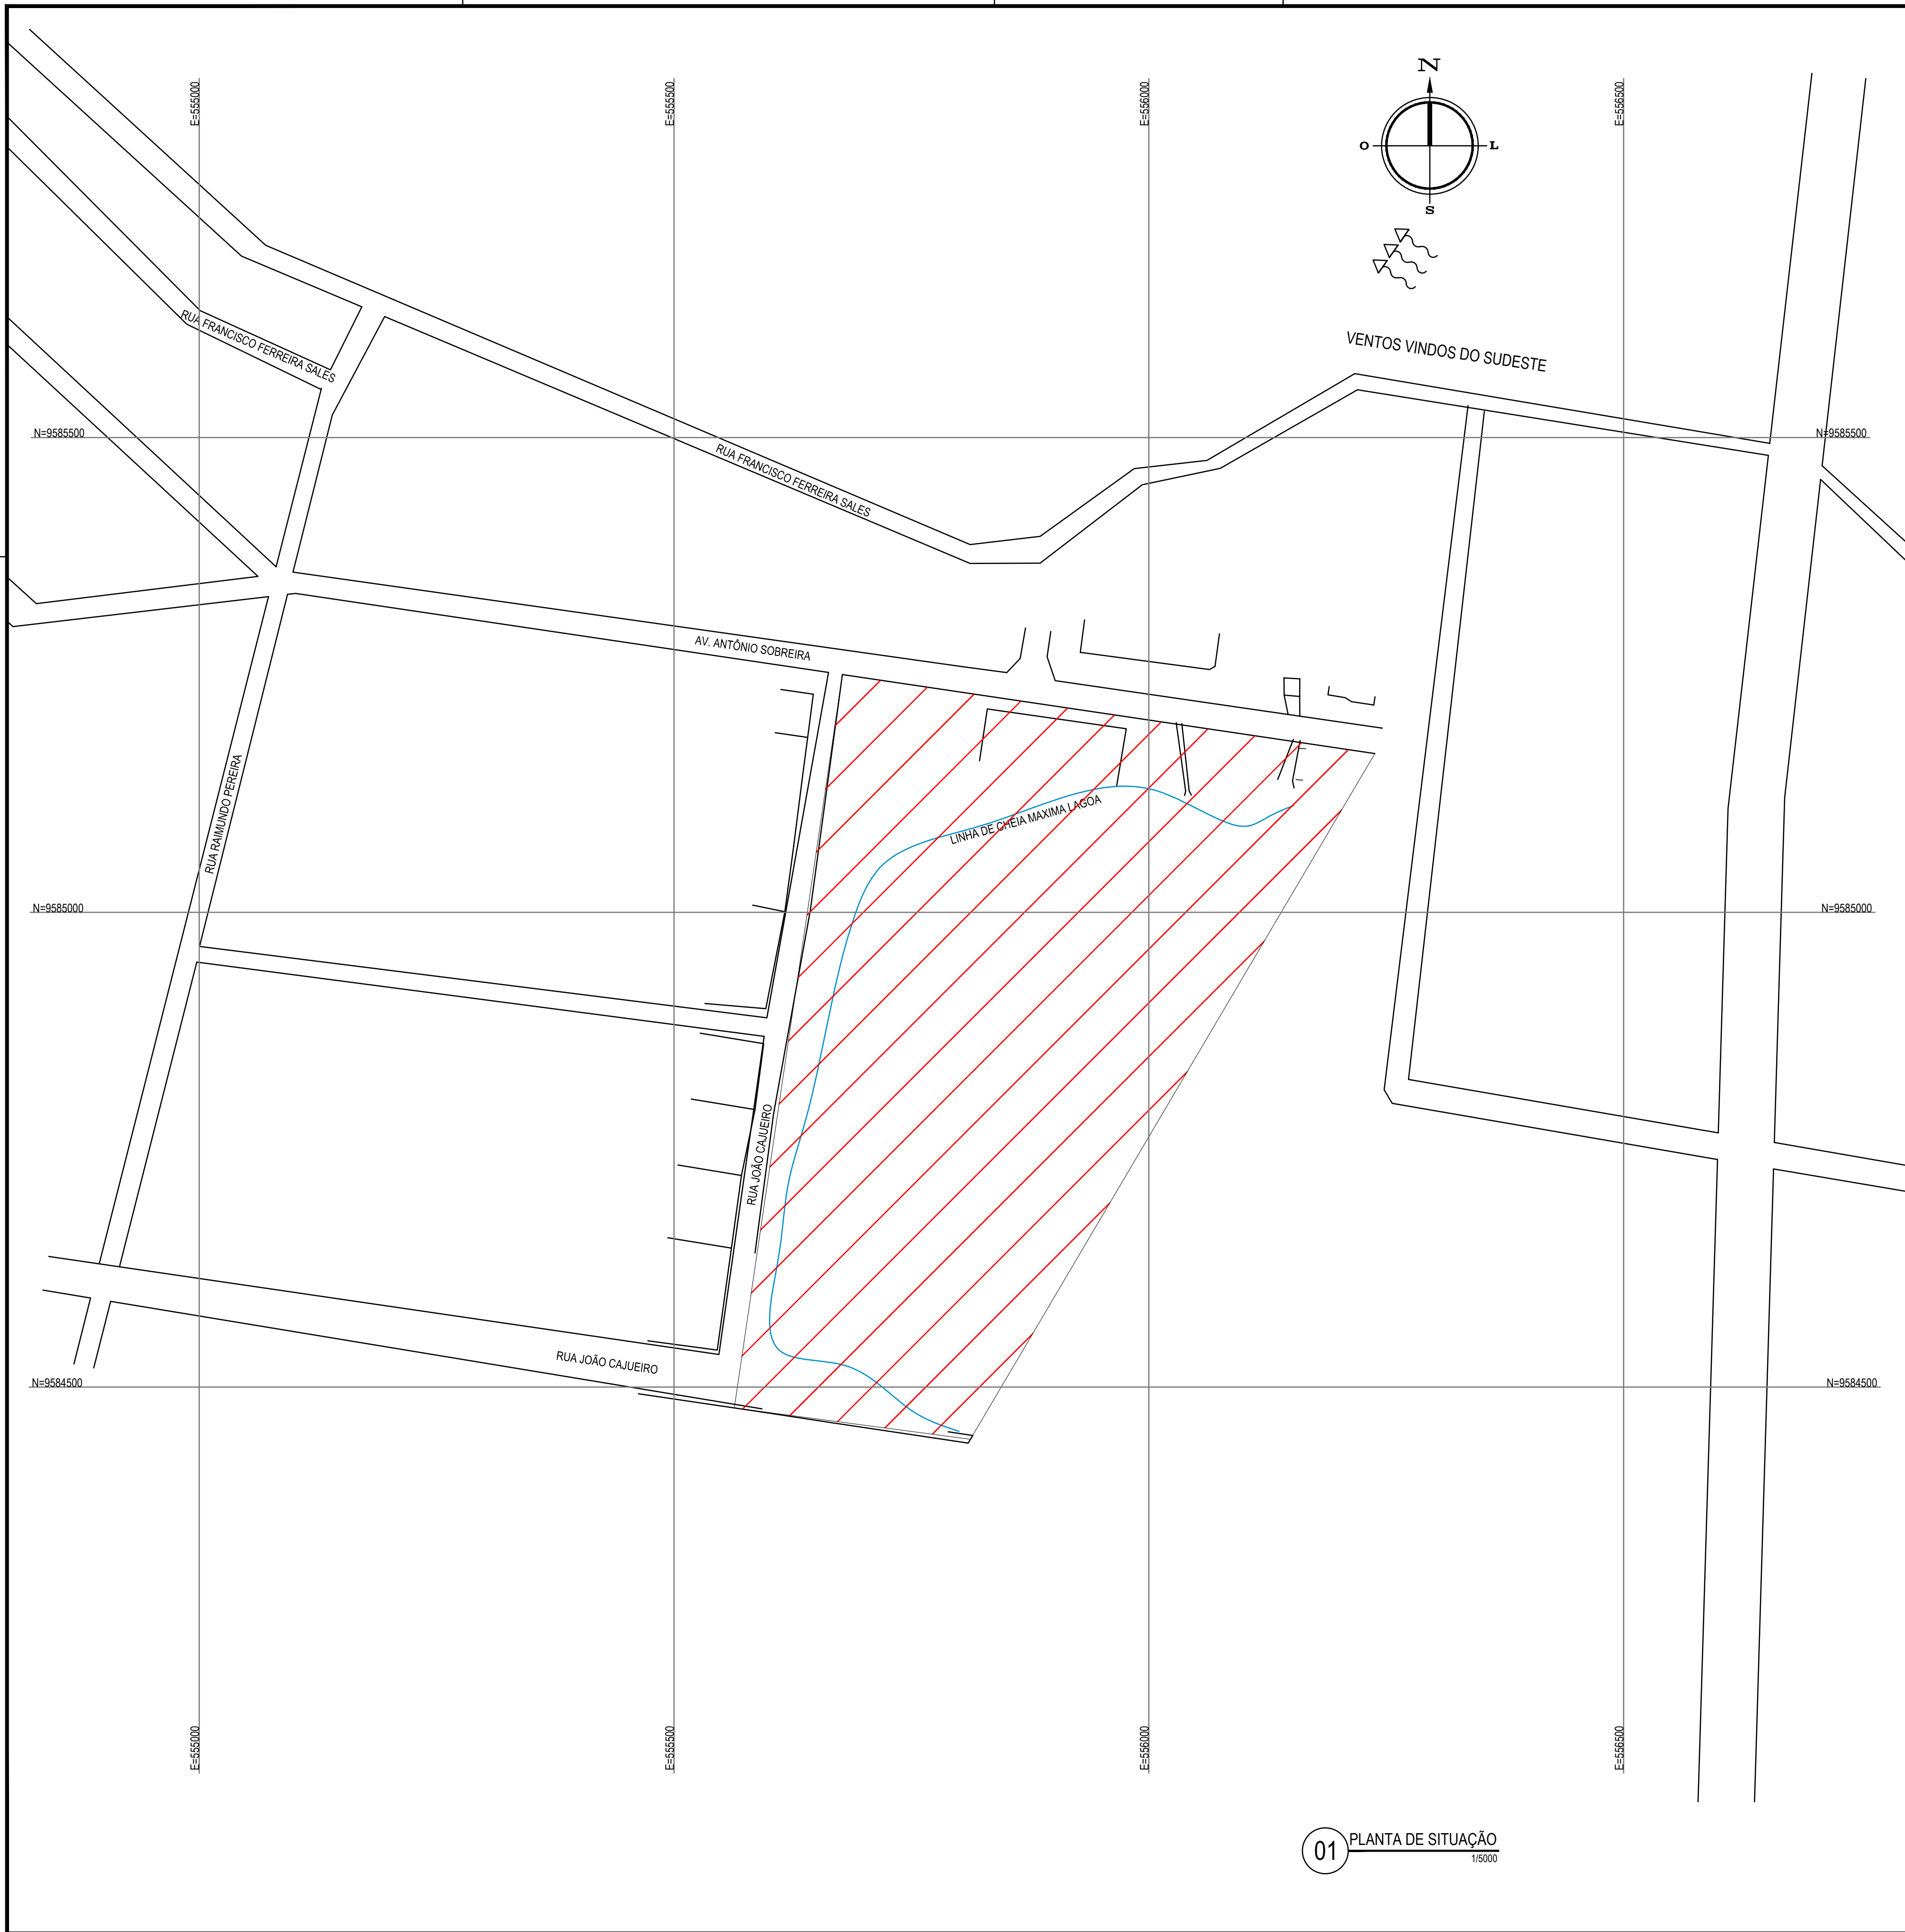 N
E=555000
E=555500
E=556000
E=556500
O
L
S
RUA FRANCISCO FERREIRA SALES
VENTOS VINDOS DO SUDESTE
N=9585500
N=9585500
RUA FRANCISCO FERREIRA SALES
AV. ANTÔNIO SOBREIRA
RUA RAIMUNDO PEREIRA
LINHA DE CHEIA MAXIMA LAGOA
N=9585000
N=9585000
RUA JOÃO CAJUEIRO
RUA JOÃO CAJUEIRO
N=9584500
N=9584500
E=555000
E=555500
E=556000
E=556500
01
PLANTA DE SITUAÇÃO
1/5000